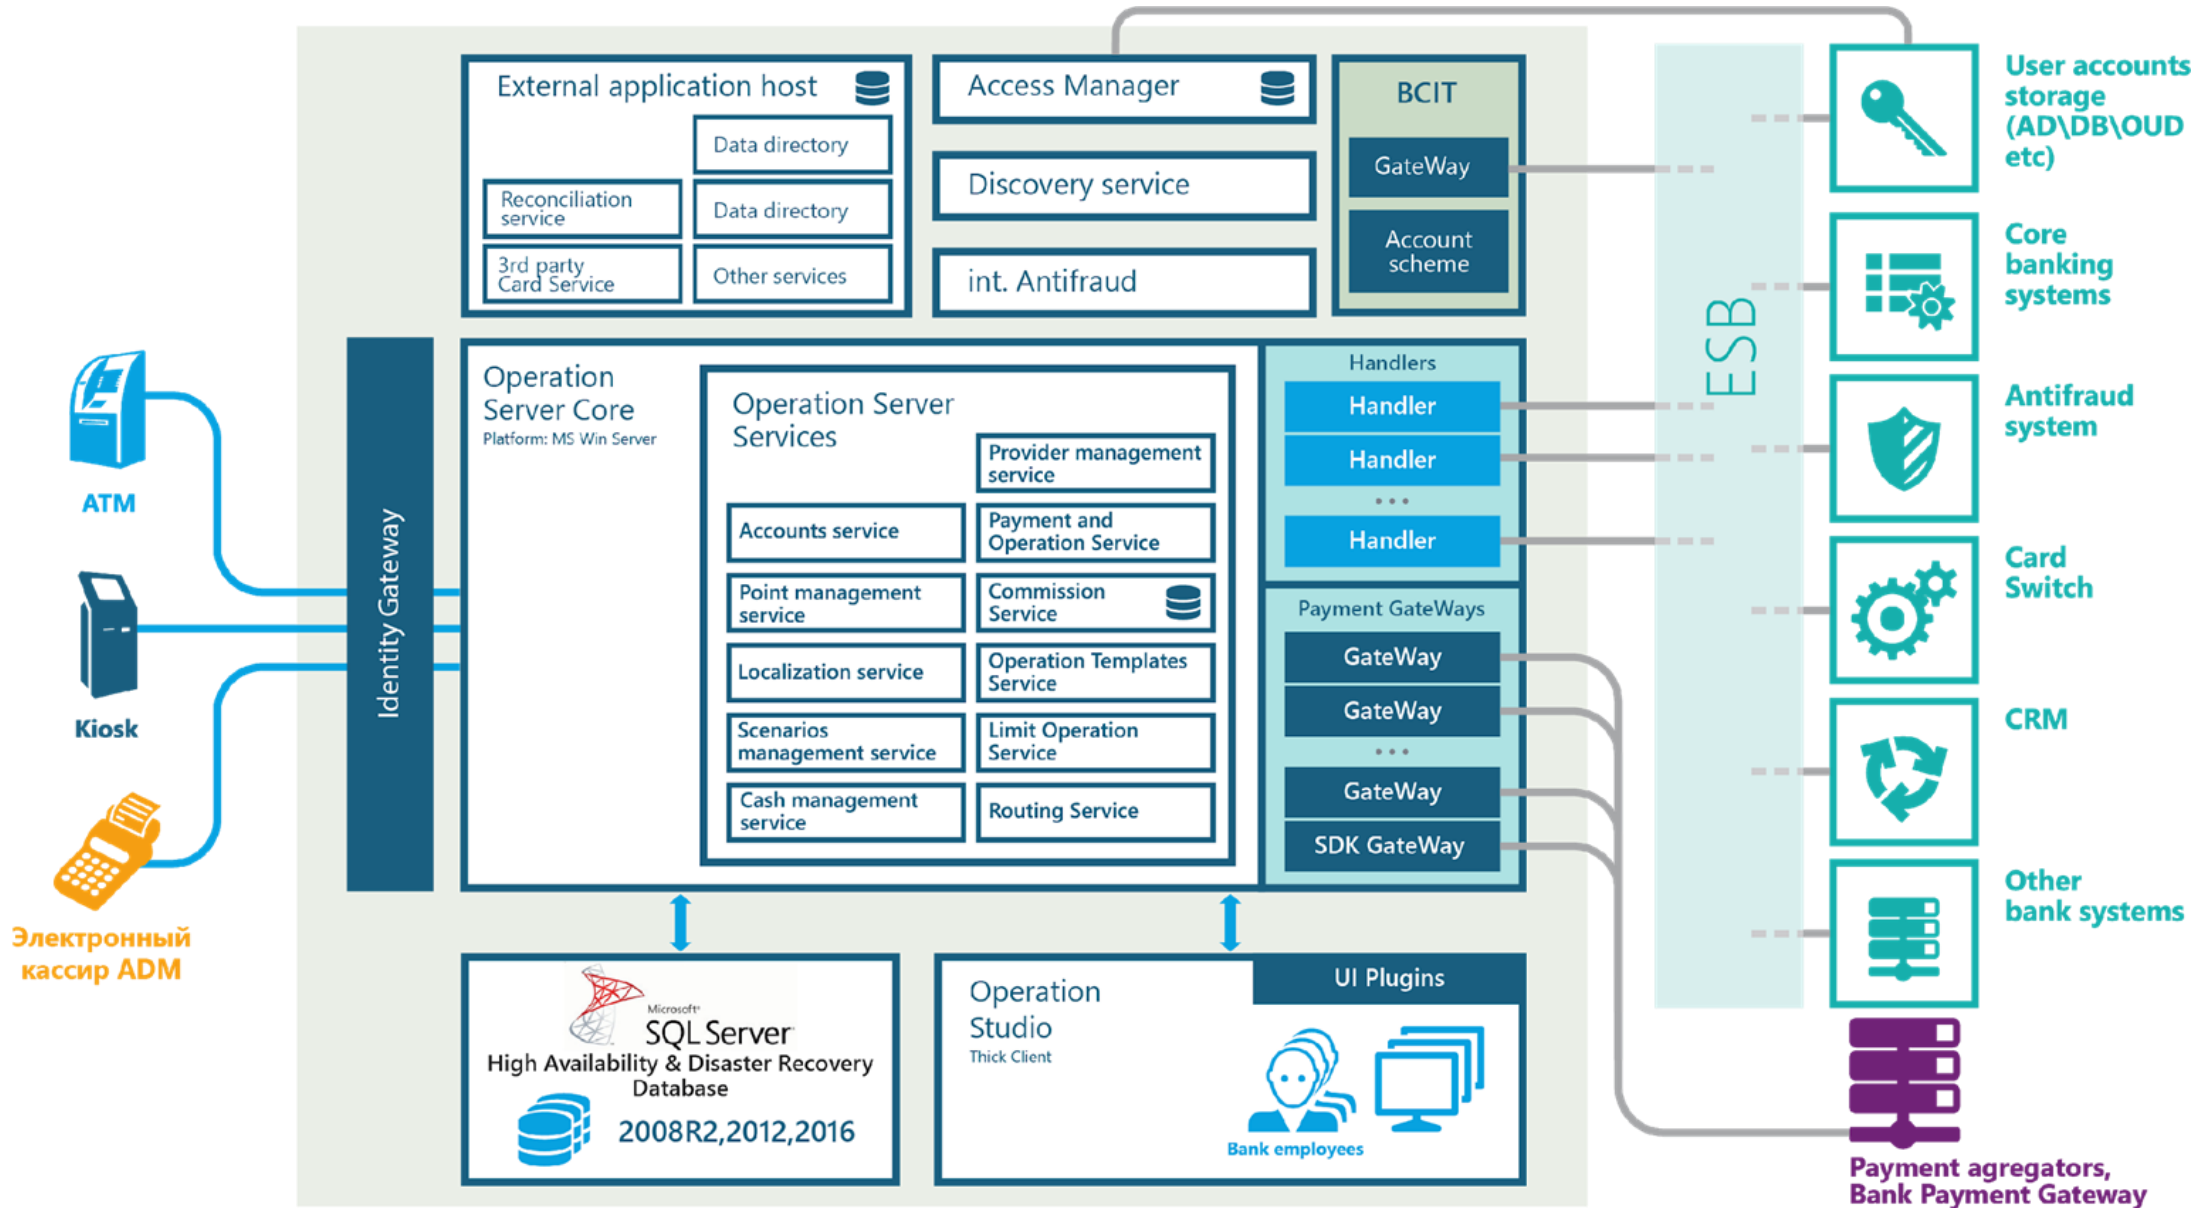 External application host
Data directory
Reconciliation
service
Data directory
3rd party
Card Service
Other services
Access Manager
Discovery service
int. Antifraud
BCIT
GateWay
Account
scheme
ESB
User accounts
storage
(AD\DB\OUD
etc)
Core
banking
systems
Antifraud
system
Card
Switch
CRM
Other
bank systems
Payment agregators,
Bank Payment Gateway
ATM
Kiosk
Электронный
кассир ADM
Identity Gateway
Operation
Server Core
Platform: MS Win Server
Operation Server
Services
Provider management
service
Accounts service
Payment and
Operation Service
Point management
service
Commission
Service
Localization service
Operation Templates
Service
Scenarios
management service
Limit Operation
Service
Cash management
service
Routing Service
Handlers
Handler
Handler
...
Handler
Payment GateWays
GateWay
GateWay
...
GateWay
SDK GateWay
Microsoft®
SQL Server
High Availability & Disaster Recovery
Database
2008R2,2012,2016
Operation
Studio
Thick Client
UI Plugins
Bank employees